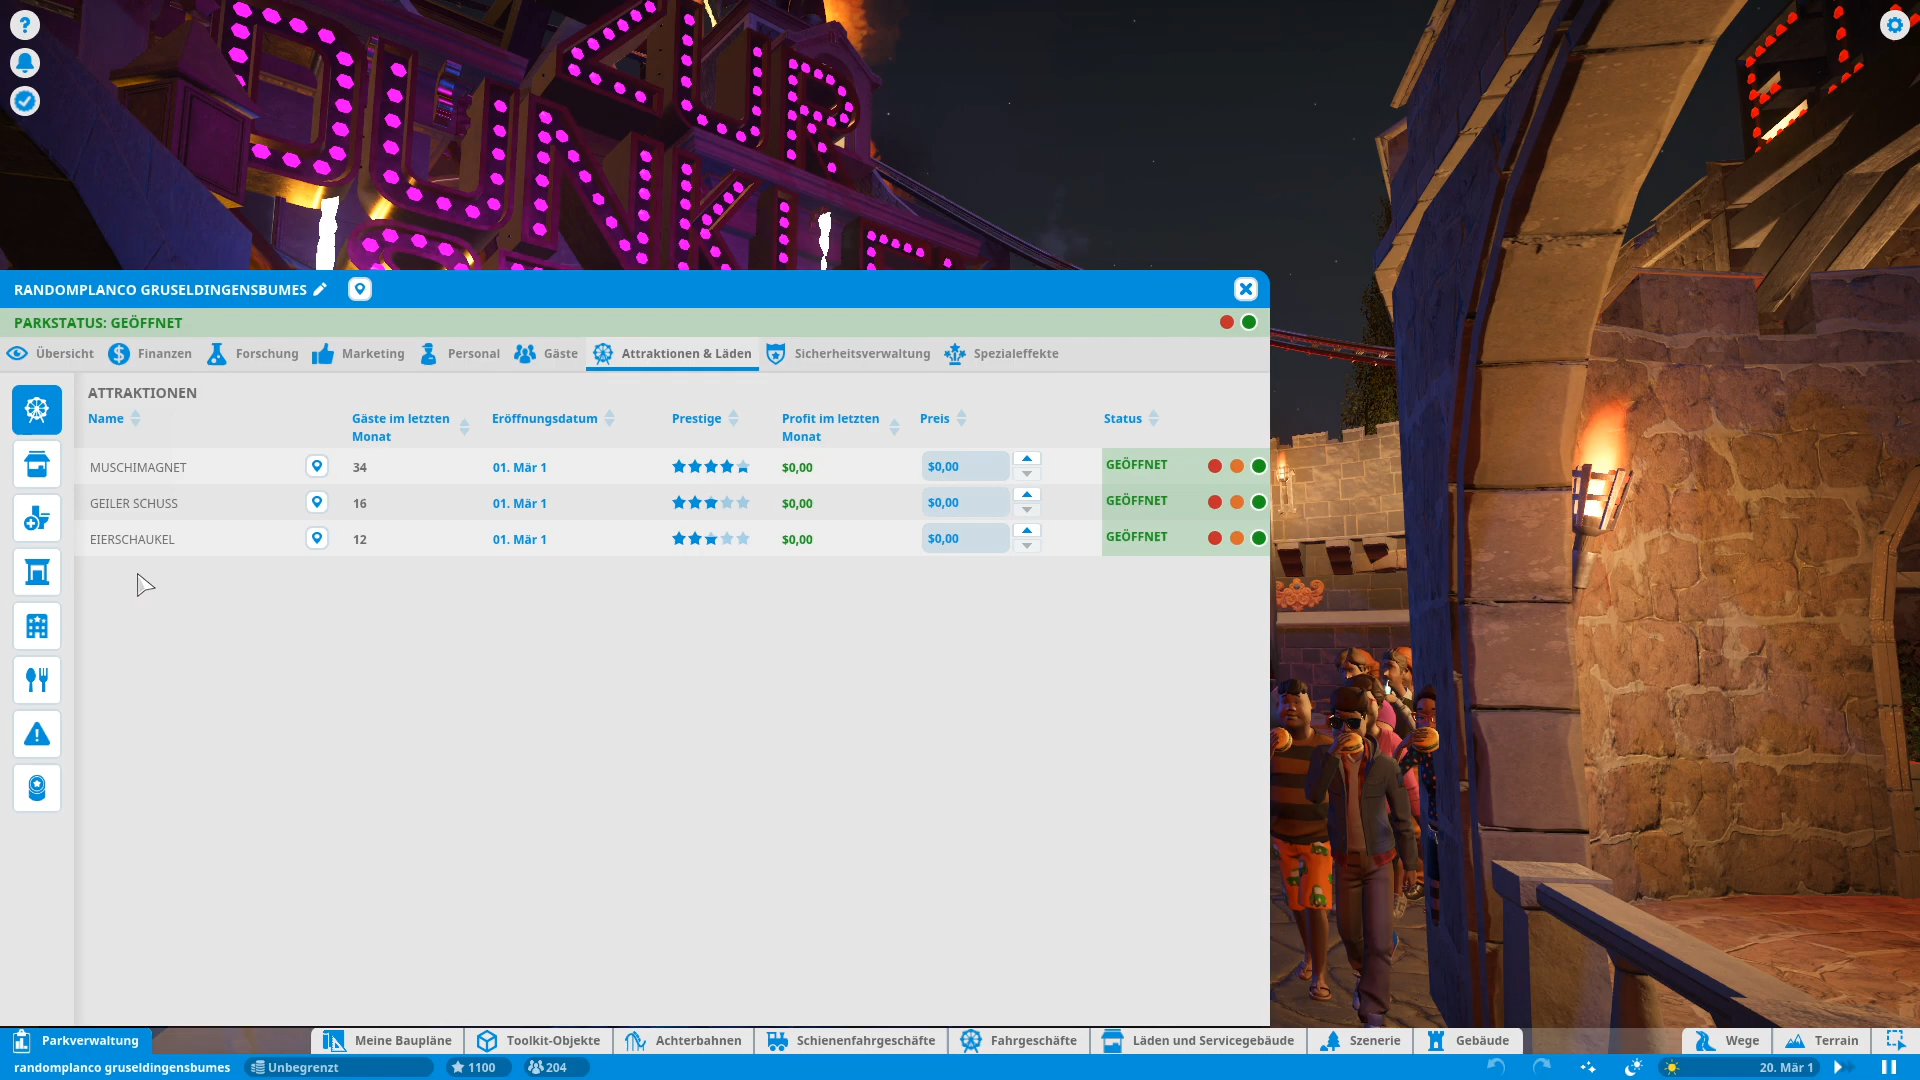 ZUR
DUNKLE
RANDOMPLANCO GRUSELDINGENSBUMES
PARKSTATUS: GEÖFFNET
Übersicht Finanzen Forschung Marketing Personal Gäste Attraktionen & Läden Sicherheitsverwaltung Spezialeffekte
ATTRAKTIONEN
Name Gäste im letzten Monat Eröffnungsdatum Prestige Profit im letzten Monat Preis Status
MUSCHIMAGNET 34 01. Mär 1 $0,00 $0,00 GEÖFFNET
GEILER SCHUSS 16 01. Mär 1 $0,00 $0,00 GEÖFFNET
EIERSCHAUKEL 12 01. Mär 1 $0,00 $0,00 GEÖFFNET
Parkverwaltung Meine Baupläne Toolkit-Objekte Achterbahnen Schienenfahrgeschäfte Fahrgeschäfte Läden und Servicegebäude Szenerie Gebäude Wege Terrain
randomplanco gruseldingensbumes Unbegrenzt 1100 204 20. Mär 1